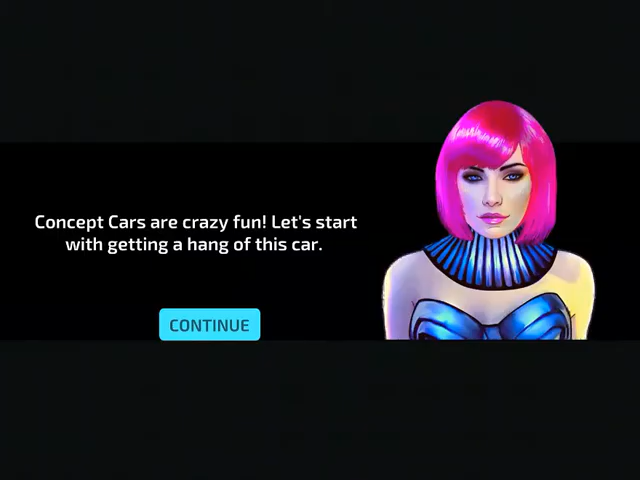 Concept Cars are crazy fun! Let's start
with getting a hang of this car.
CONTINUE